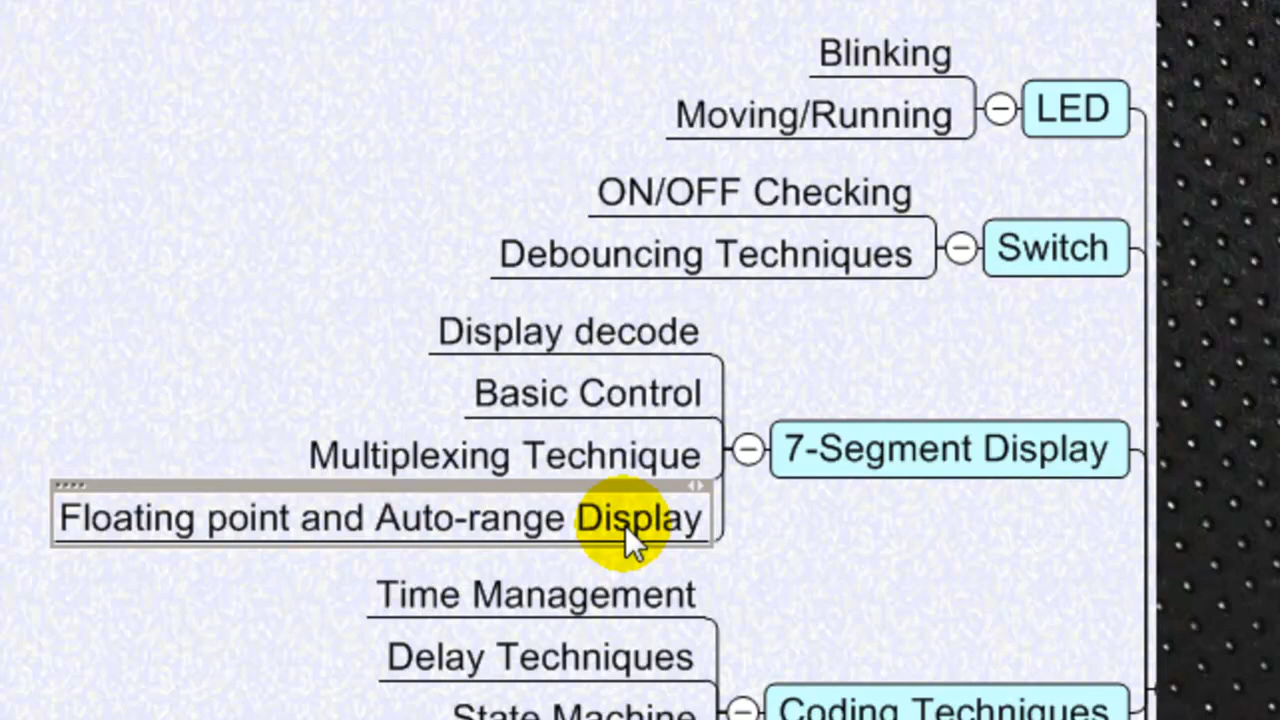 Blinking
Moving/Running
LED
ON/OFF Checking
Debouncing Techniques
Switch
Display decode
Basic Control
Multiplexing Technique
Floating point and Auto-range Display
7-Segment Display
Time Management
Delay Techniques
State Machine
Coding Techniques